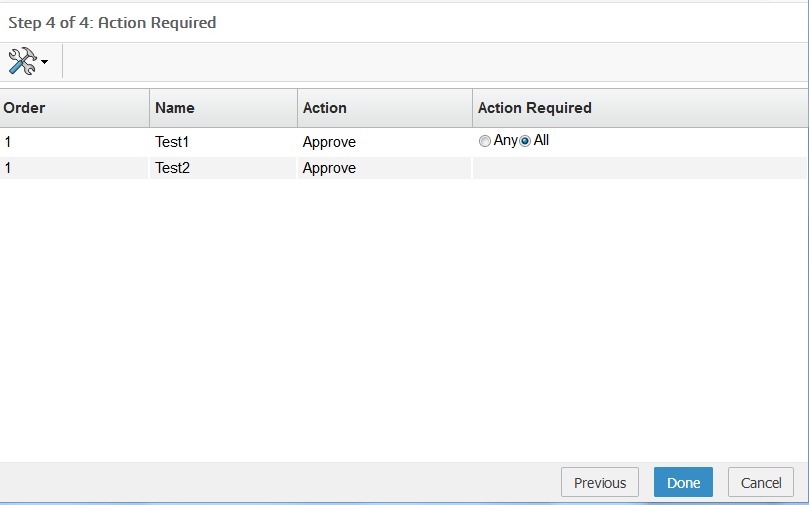 Step 4 of 4: Action Required
Order Name Action Action Required
1 Test1 Approve Any All
1 Test2 Approve
Previous Done Cancel